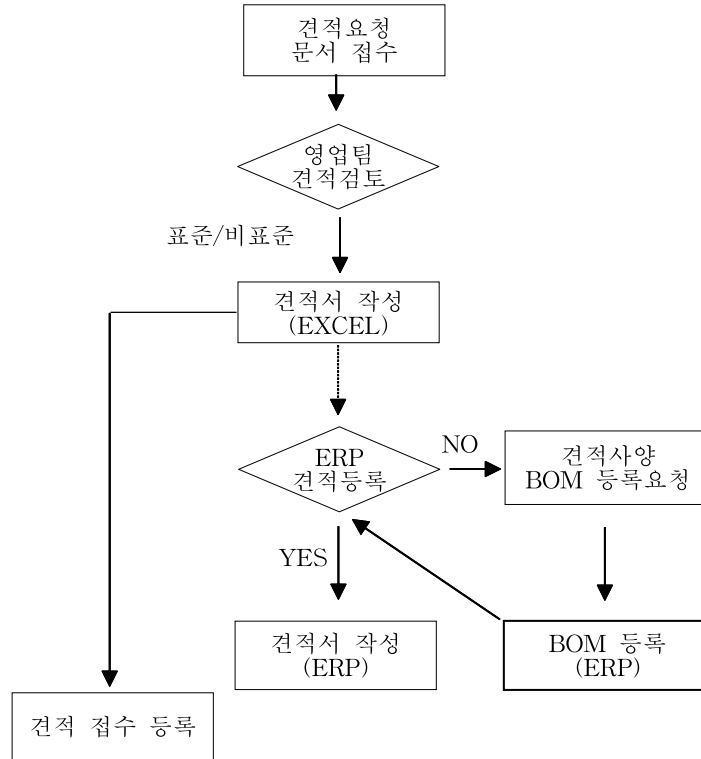 견적요청
문서 접수
영업팀
견적검토
표준/비표준
견적서 작성
(EXCEL)
ERP
견적등록
NO
견적사양
BOM 등록요청
YES
견적서 작성
(ERP)
BOM 등록
(ERP)
견적 접수 등록